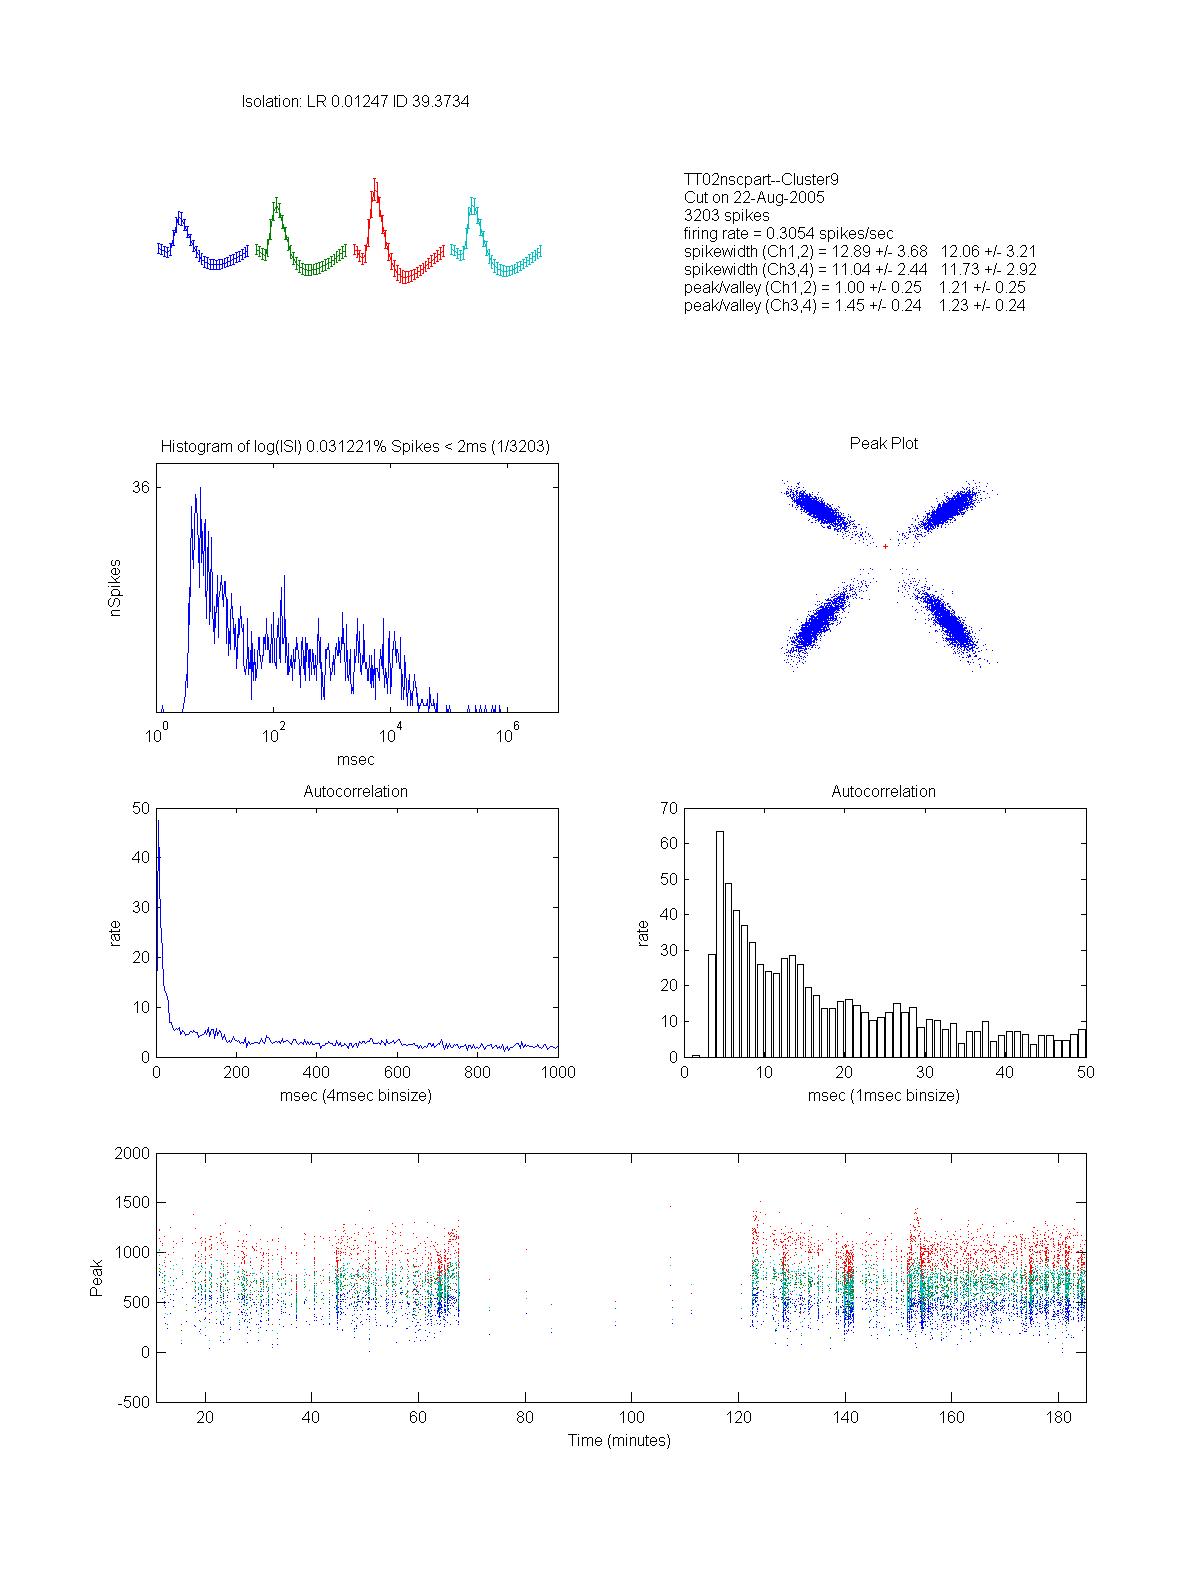 Isolation: LR 0.01247 ID 39.3734
TT02nscpart--Cluster9
Cut on 22-Aug-2005
3203 spikes
firing rate = 0.3054 spikes/sec
spikewidth (Ch1,2) = 12.89 +/- 3.68 12.06 +/- 3.21
spikewidth (Ch3,4) = 11.04 +/- 2.44 11.73 +/- 2.92
peak/valley (Ch1,2) = 1.00 +/- 0.25 1.21 +/- 0.25
peak/valley (Ch3,4) = 1.45 +/- 0.24 1.23 +/- 0.24
Histogram of log(ISI) 0.031221% Spikes < 2ms (1/3203)
36
nSpikes
10^0 10^2 10^4 10^6
msec
Peak Plot
Autocorrelation
50
40
30
20
10
0
rate
0 200 400 600 800 1000
msec (4msec binsize)
Autocorrelation
70
60
50
40
30
20
10
0
rate
0 10 20 30 40 50
msec (1msec binsize)
2000
1500
1000
500
0
-500
Peak
20 40 60 80 100 120 140 160 180
Time (minutes)